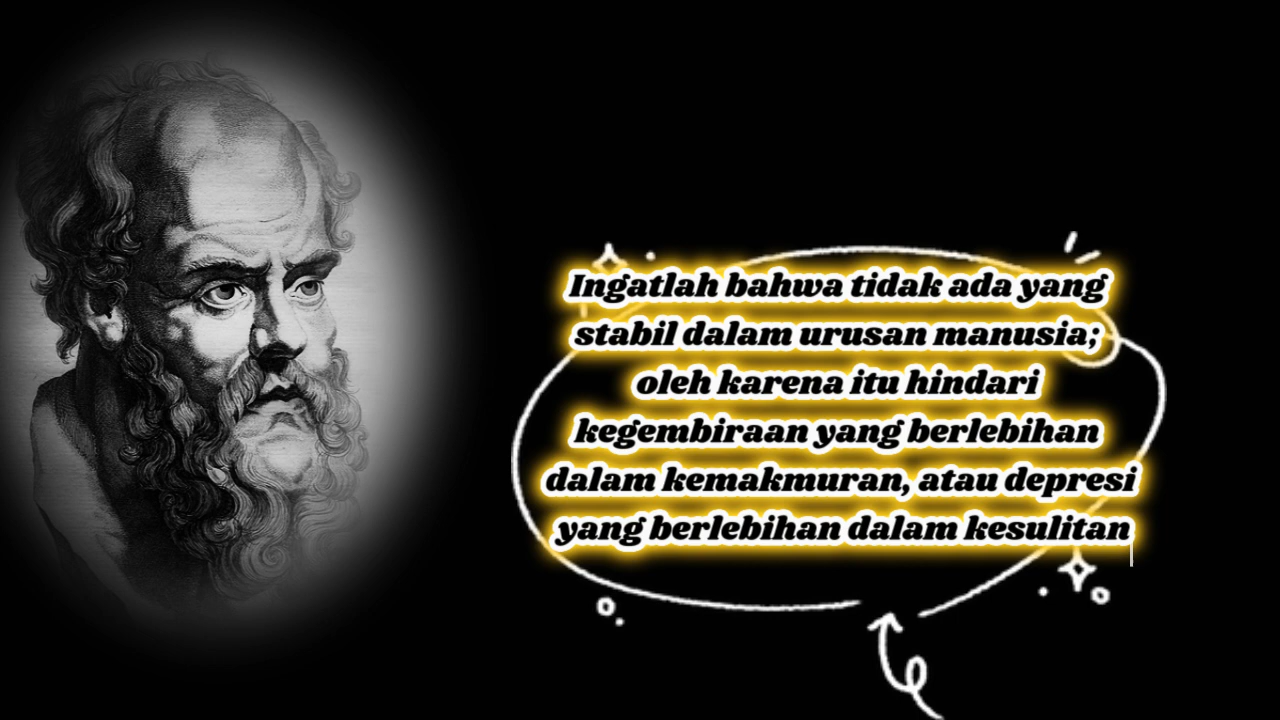 Ingatlah bahwa tidak ada yang
stabil dalam urusan manusia;
oleh karena itu hindari
kegembiraan yang berlebihan
dalam kemakmuran, atau depresi
yang berlebihan dalam kesulitan